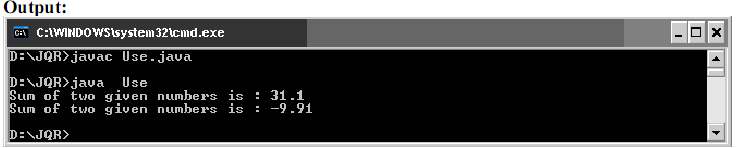 Output:
C:\WINDOWS\system32\cmd.exe
D:\JQR>javac Use.java
D:\JQR>java  Use
Sum of two given numbers is : 31.1
Sum of two given numbers is : -9.91
D:\JQR>